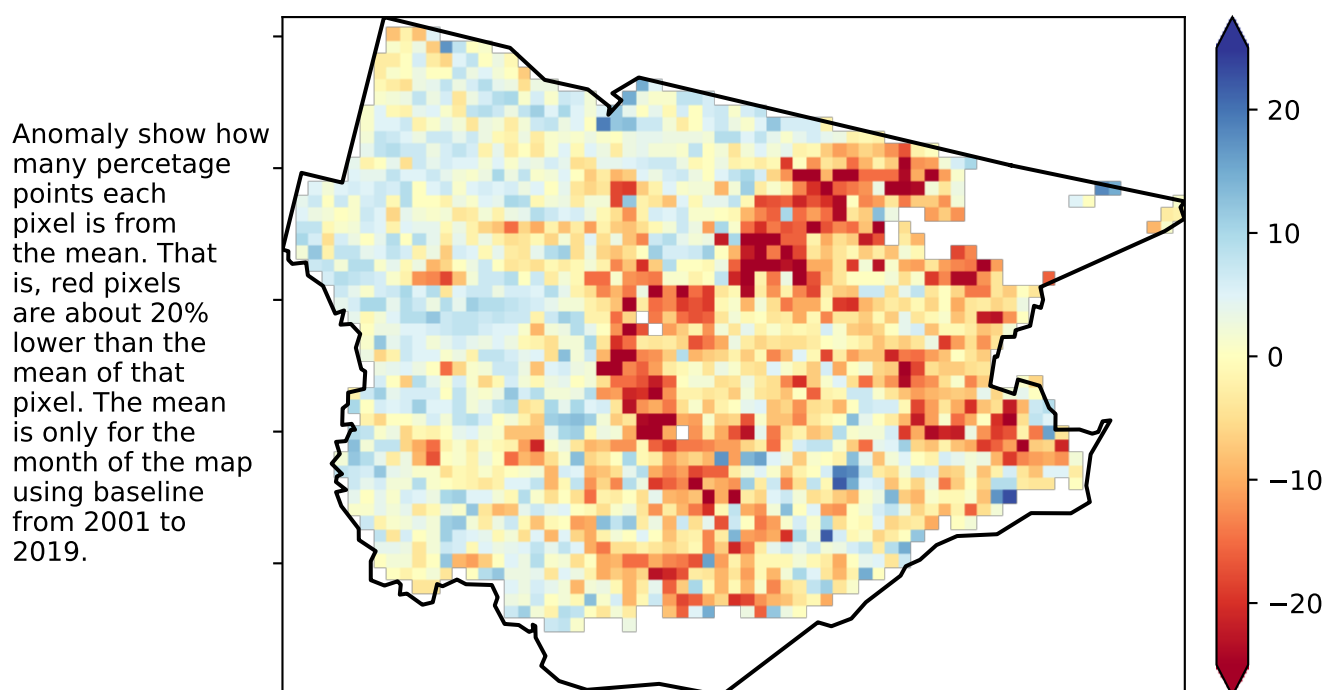 Anomaly show how
many percetage
points each
pixel is from
the mean. That
is, red pixels
are about 20%
lower than the
mean of that
pixel. The mean
is only for the
month of the map
using baseline
from 2001 to
2019.
20
10
0
−10
−20